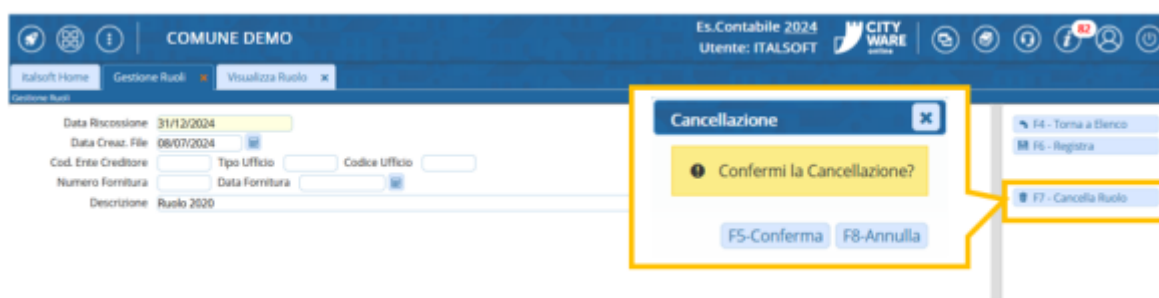 COMUNE DEMO
Es.Contabile 2024
Utente: ITALSOFT
CITY
WARE
online
82
Italsoft Home
Gestione Ruoli
Visualizza Ruolo
Gestione Ruoli
Data Riscossione 31/12/2024
Data Creaz. File 08/07/2024
Cod. Ente Creditore Tipo Ufficio Codice Ufficio
Numero Fornitura Data Fornitura
Descrizione Ruolo 2020
Cancellazione
Confermi la Cancellazione?
F5-Conferma F8-Annulla
F4 - Torna a Elenco
F6 - Registra
F7 - Cancella Ruolo